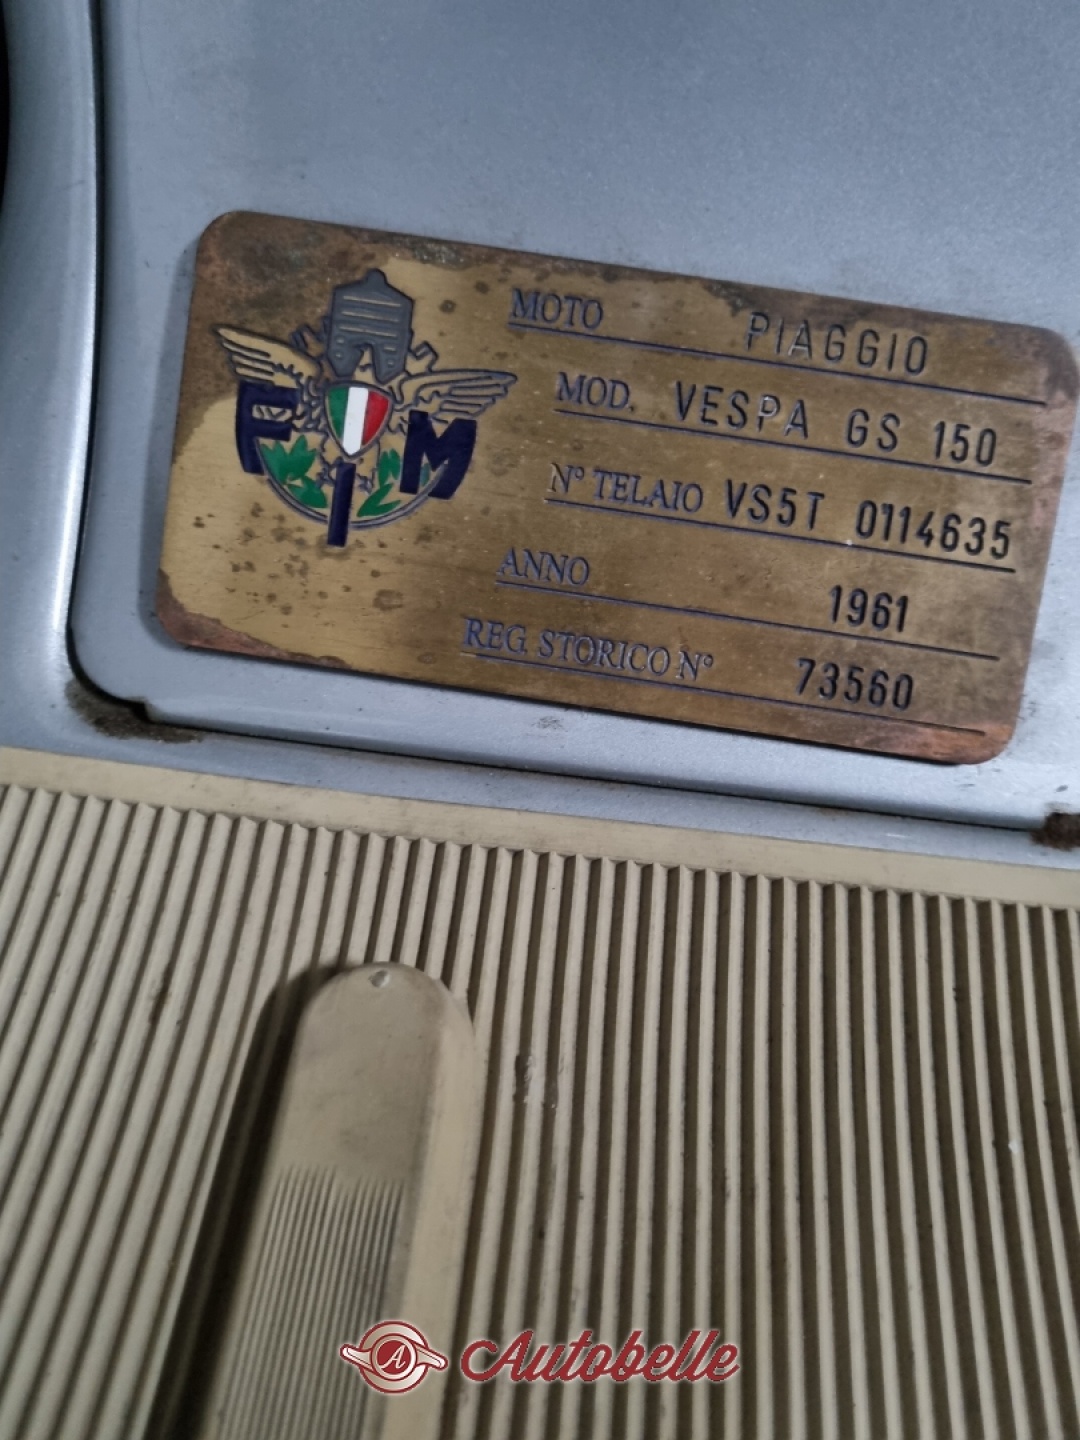 FMI
MOTO PIAGGIO
MOD. VESPA GS 150
N° TELAIO VS5T 0114635
ANNO 1961
REG. STORICO N° 73560
A Autobelle